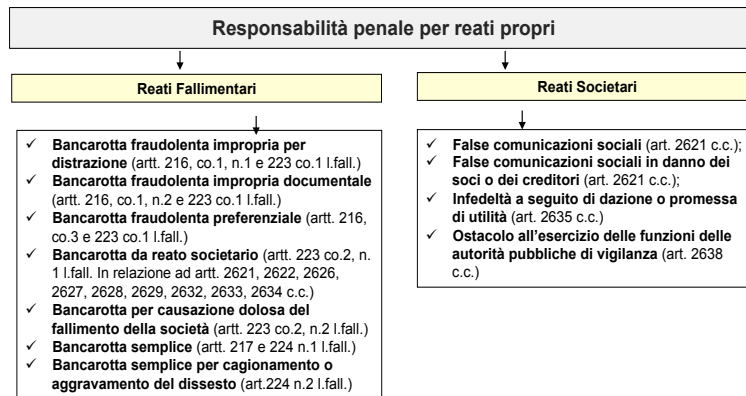 Responsabilità penale per reati propri
Reati Fallimentari
✓ Bancarotta fraudolenta impropria per
distrazione (artt. 216, co.1, n.1 e 223 co.1 l.fall.)
✓ Bancarotta fraudolenta impropria documentale
(artt. 216, co.1, n.2 e 223 co.1 l.fall.)
✓ Bancarotta fraudolenta preferenziale (artt. 216,
co.3 e 223 co.1 l.fall.)
✓ Bancarotta da reato societario (artt. 223 co.2, n.
1 l.fall. In relazione ad artt. 2621, 2622, 2626,
2627, 2628, 2629, 2632, 2633, 2634 c.c.)
✓ Bancarotta per causazione dolosa del
fallimento della società (artt. 223 co.2, n.2 l.fall.)
✓ Bancarotta semplice (artt. 217 e 224 n.1 l.fall.)
✓ Bancarotta semplice per cagionamento o
aggravamento del dissesto (art.224 n.2 l.fall.)
Reati Societari
✓ False comunicazioni sociali (art. 2621 c.c.);
✓ False comunicazioni sociali in danno dei
soci o dei creditori (art. 2621 c.c.);
✓ Infedeltà a seguito di dazione o promessa
di utilità (art. 2635 c.c.)
✓ Ostacolo all'esercizio delle funzioni delle
autorità pubbliche di vigilanza (art. 2638
c.c.)